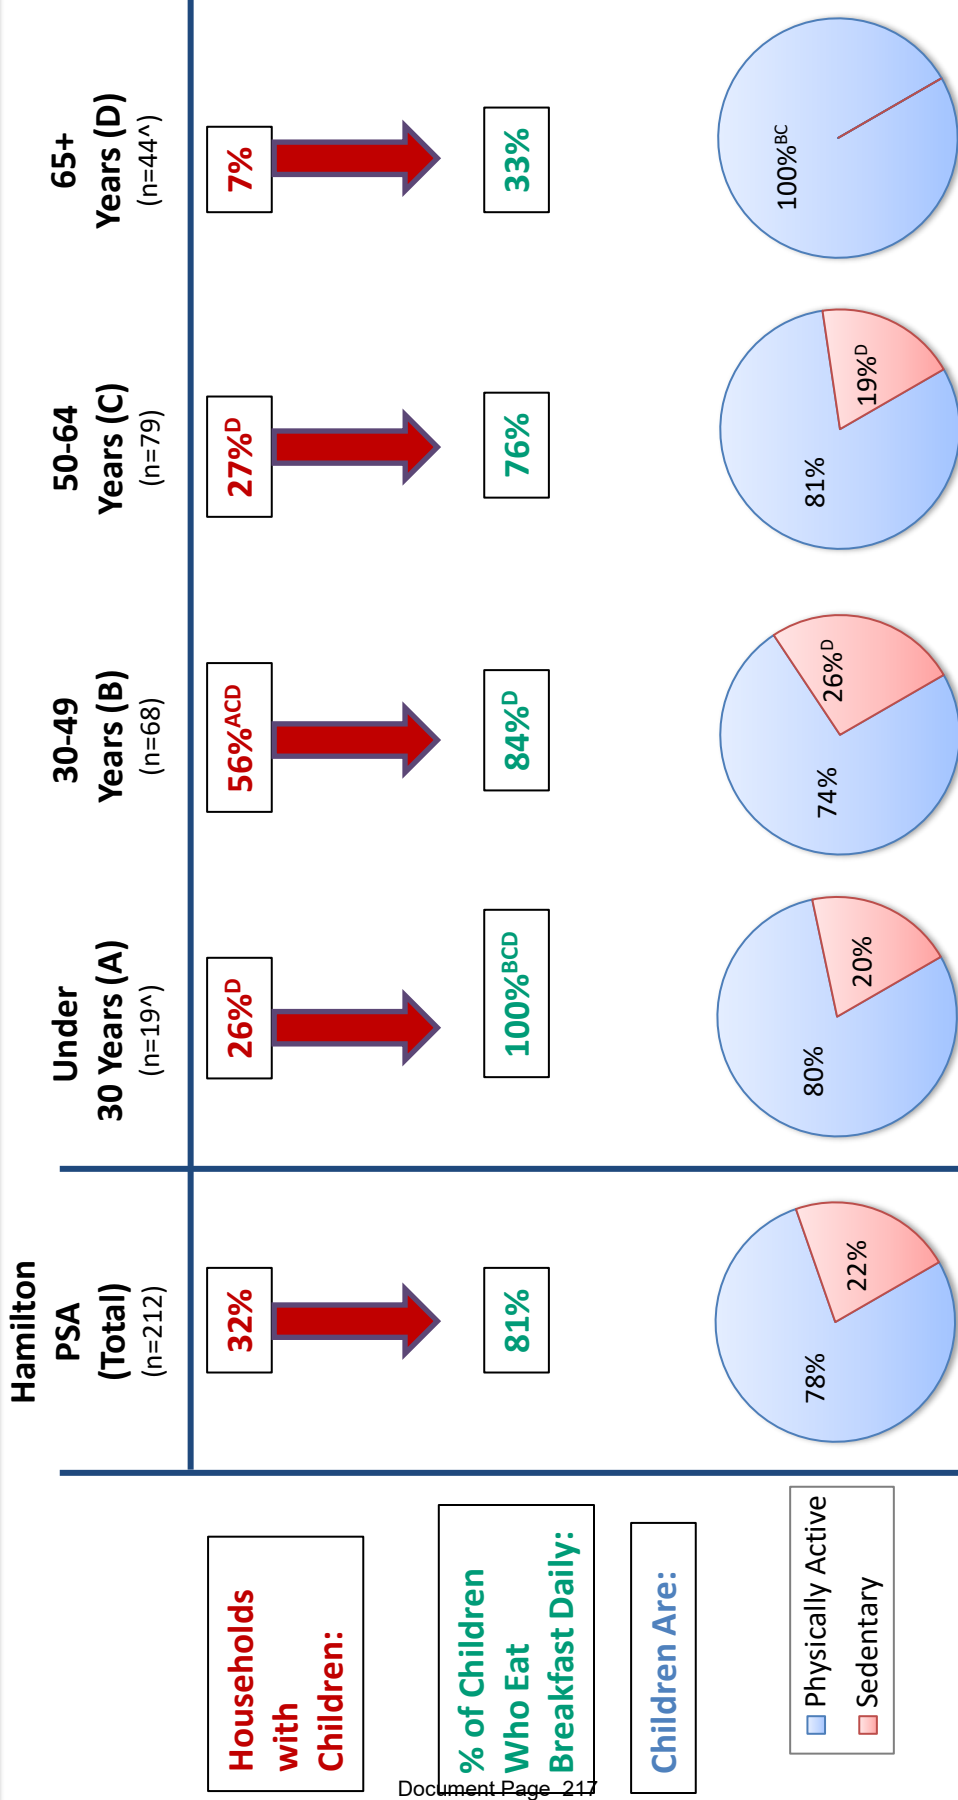 Hamilton
PSA
(Total)
(n=212)
Under
30 Years (A)
(n=19^)
30-49
Years (B)
(n=68)
50-64
Years (C)
(n=79)
65+
Years (D)
(n=44^)
Households
with
Children:
32%
26%D
56%ACD
27%D
7%
% of Children
Who Eat
Breakfast Daily:
81%
100%BCD
84%D
76%
33%
Children Are:
Physically Active
Sedentary
78%
22%
80%
20%
74%
26%D
81%
19%D
100%BC
Document Page 217